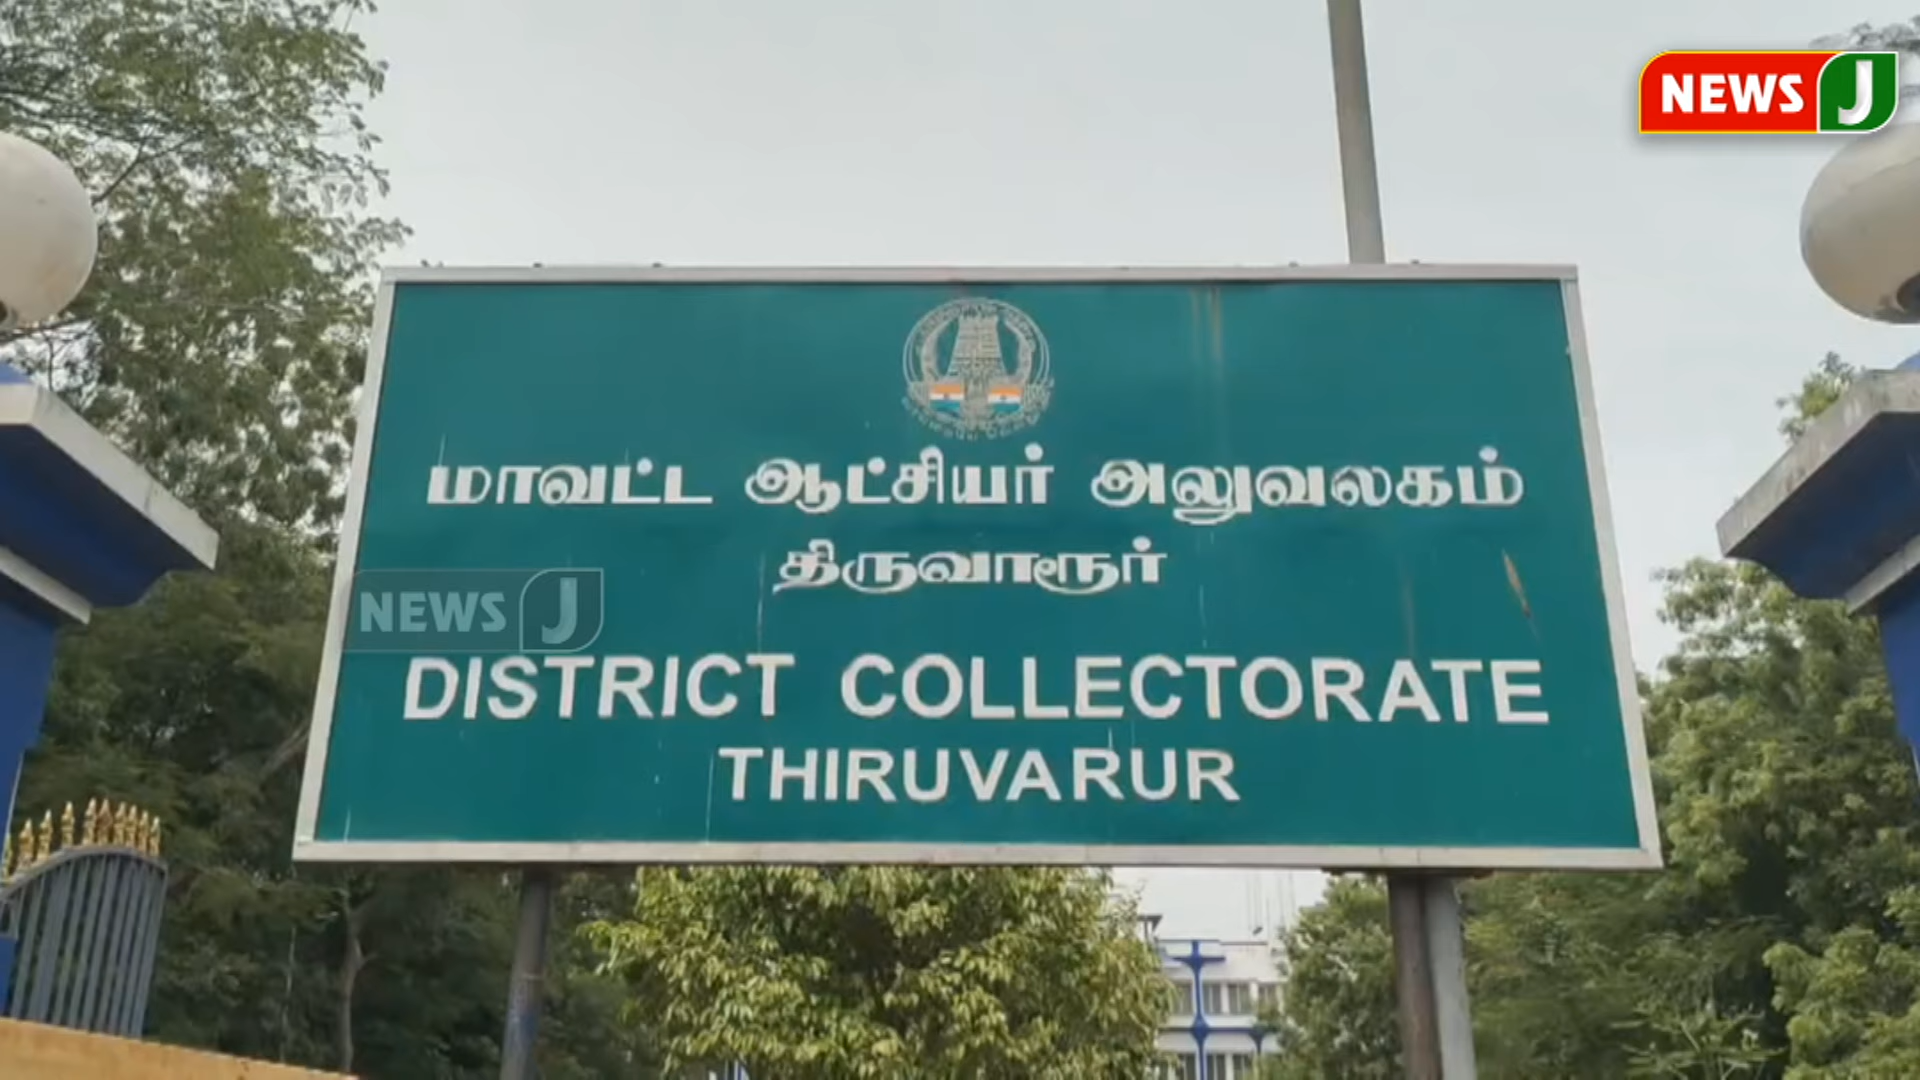 NEWS J
மாவட்ட ஆட்சியர் அலுவலகம்
திருவாரூர்
NEWS J
DISTRICT COLLECTORATE
THIRUVARUR